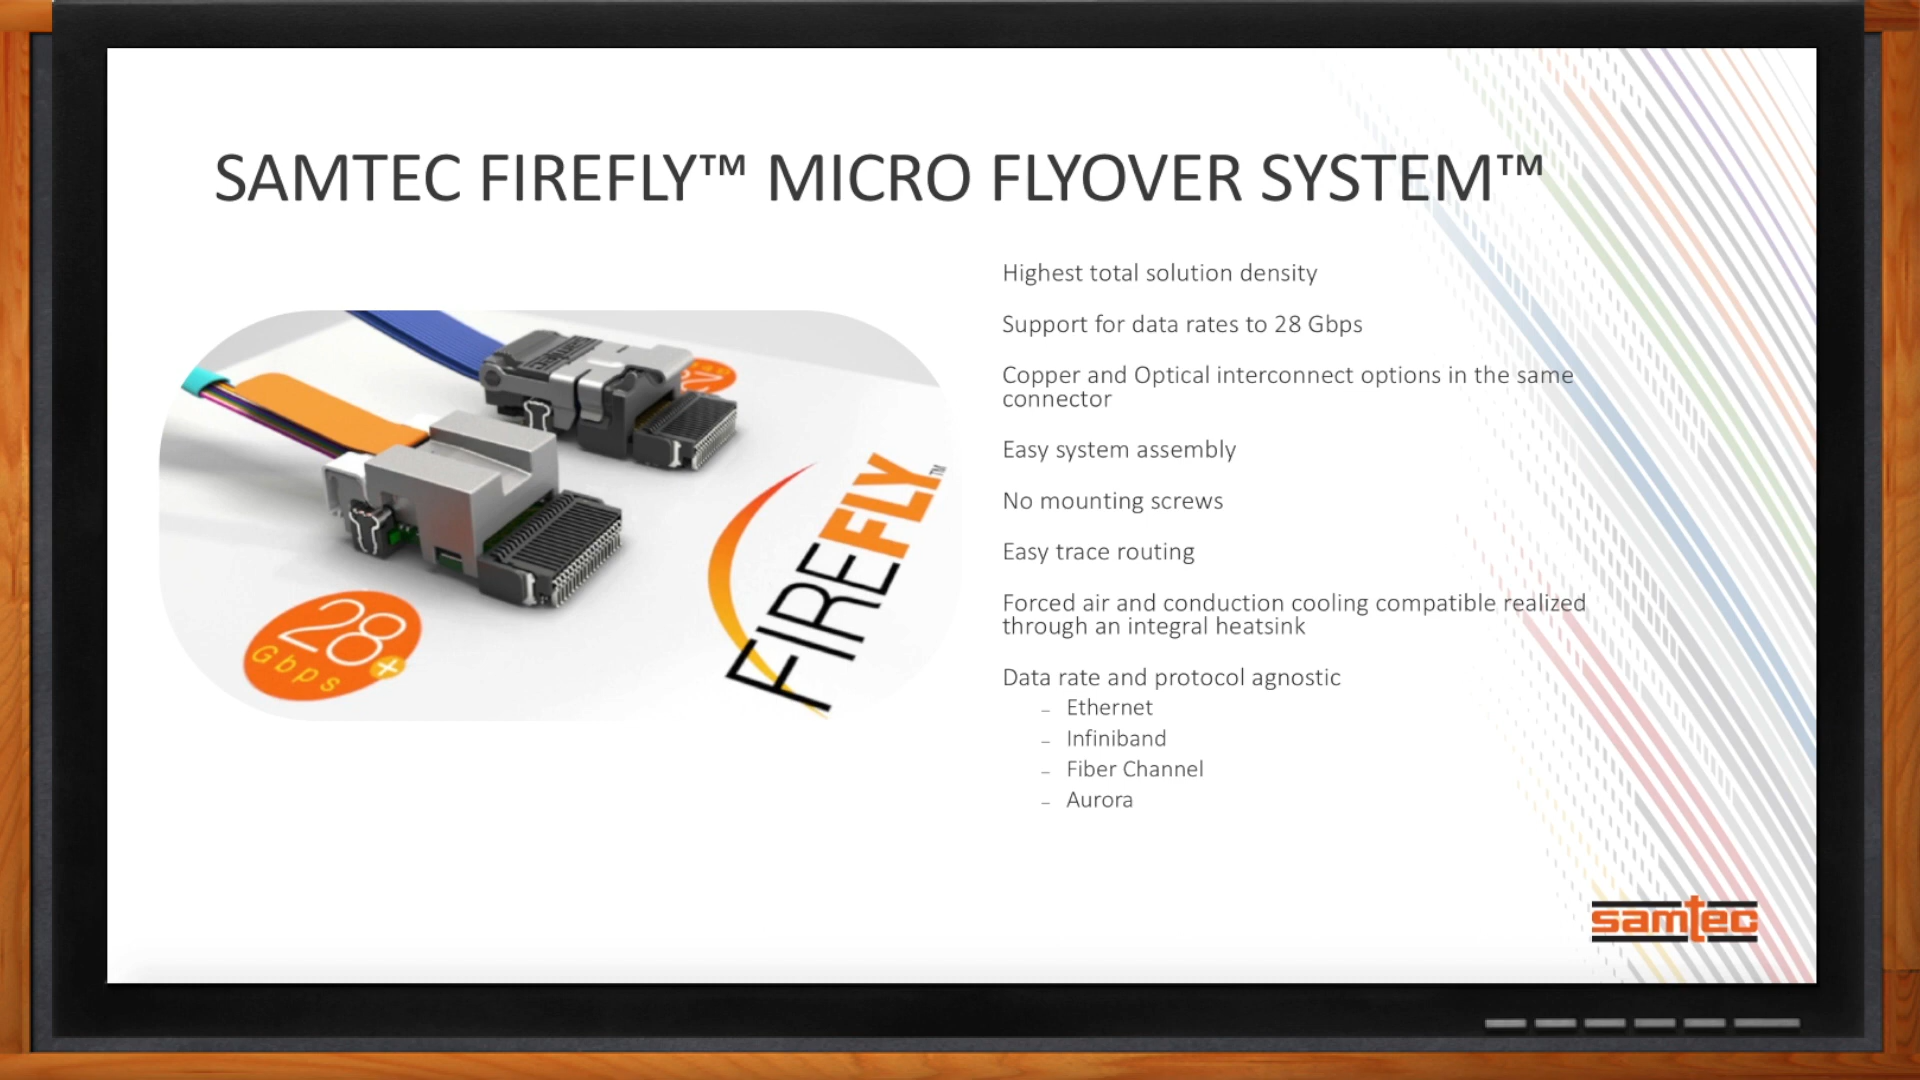 SAMTEC FIREFLY™ MICRO FLYOVER SYSTEM™
Highest total solution density
Support for data rates to 28 Gbps
Copper and Optical interconnect options in the same
connector
Easy system assembly
No mounting screws
Easy trace routing
Forced air and conduction cooling compatible realized
through an integral heatsink
Data rate and protocol agnostic
– Ethernet
– Infiniband
– Fiber Channel
– Aurora
28+
Gbps
FIREFLY™
samtec